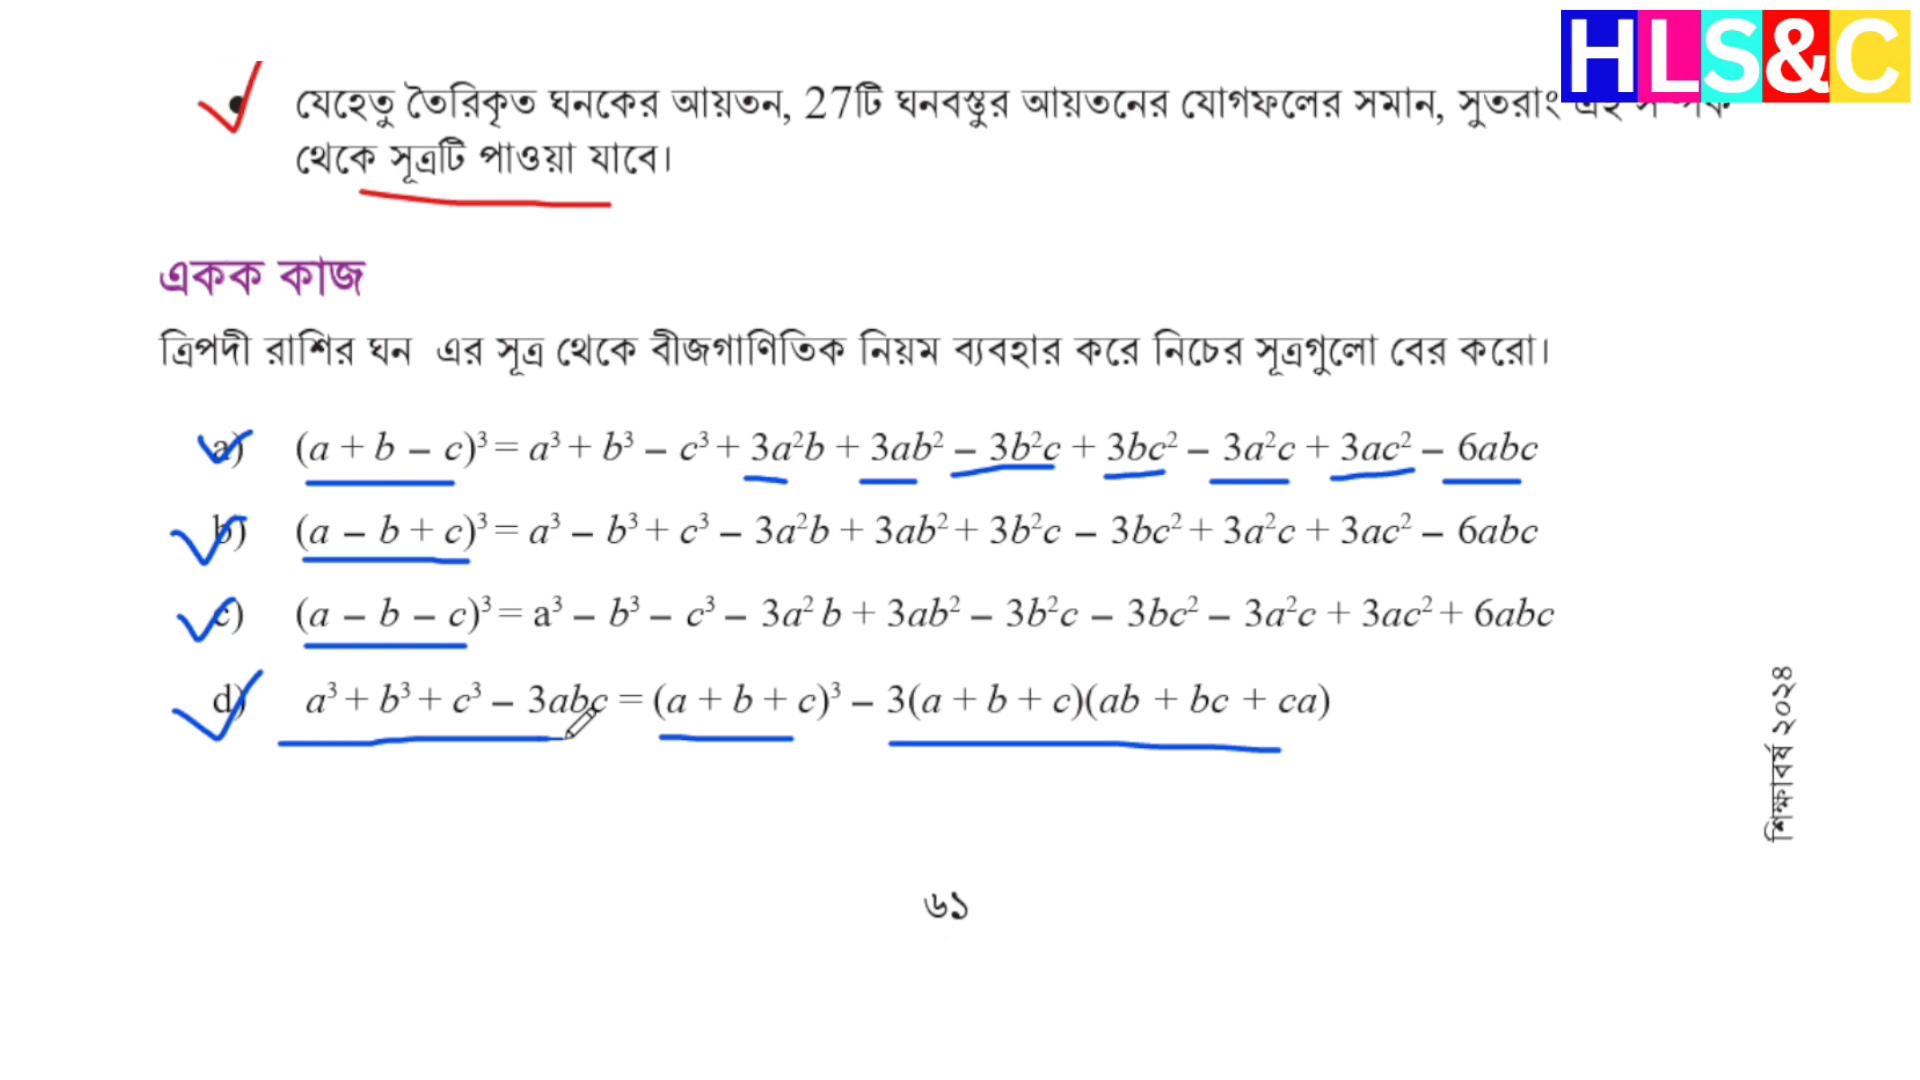 HLS&C
যেহেতু তৈরিকৃত ঘনকের আয়তন, 27টি ঘনবস্তুর আয়তনের যোগফলের সমান, সুতরাং এই
থেকে সূত্রটি পাওয়া যাবে।
একক কাজ
ত্রিপদী রাশির ঘন এর সূত্র থেকে বীজগাণিতিক নিয়ম ব্যবহার করে নিচের সূত্রগুলো বের করো।
a) (a + b – c)³ = a³ + b³ – c³ + 3a²b + 3ab² – 3b²c + 3bc² – 3a²c + 3ac² – 6abc
b) (a – b + c)³ = a³ – b³ + c³ – 3a²b + 3ab² + 3b²c – 3bc² + 3a²c + 3ac² – 6abc
c) (a – b – c)³ = a³ – b³ – c³ – 3a² b + 3ab² – 3b²c – 3bc² – 3a²c + 3ac² + 6abc
d) a³ + b³ + c³ – 3abc = (a + b + c)³ – 3(a + b + c)(ab + bc + ca)
শিক্ষাবর্ষ ২০২৪
৬১